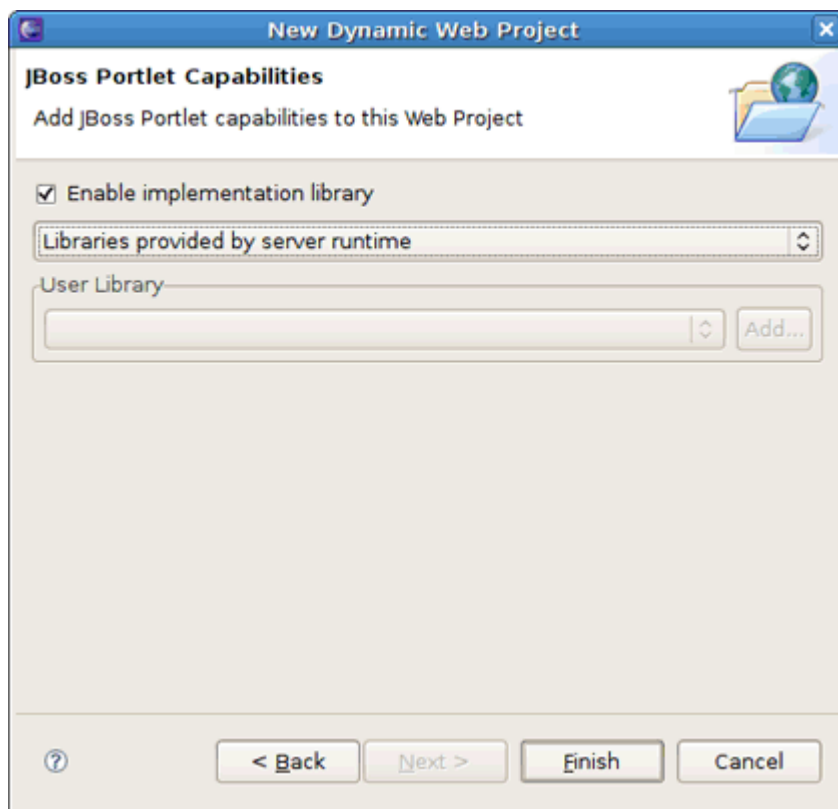 New Dynamic Web Project
JBoss Portlet Capabilities
Add JBoss Portlet capabilities to this Web Project
Enable implementation library
Libraries provided by server runtime
User Library
Add...
?
< Back
Next >
Finish
Cancel